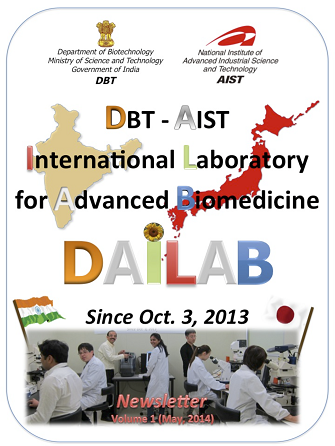 Department of Biotechnology
Ministry of Science and Technology
Government of India
DBT
National Institute of
Advanced Industrial Science
and Technology
AIST
DBT - AIST
International Laboratory
for Advanced Biomedicine
DAILAB
Since Oct. 3, 2013
Newsletter
Volume 1 (May, 2014)